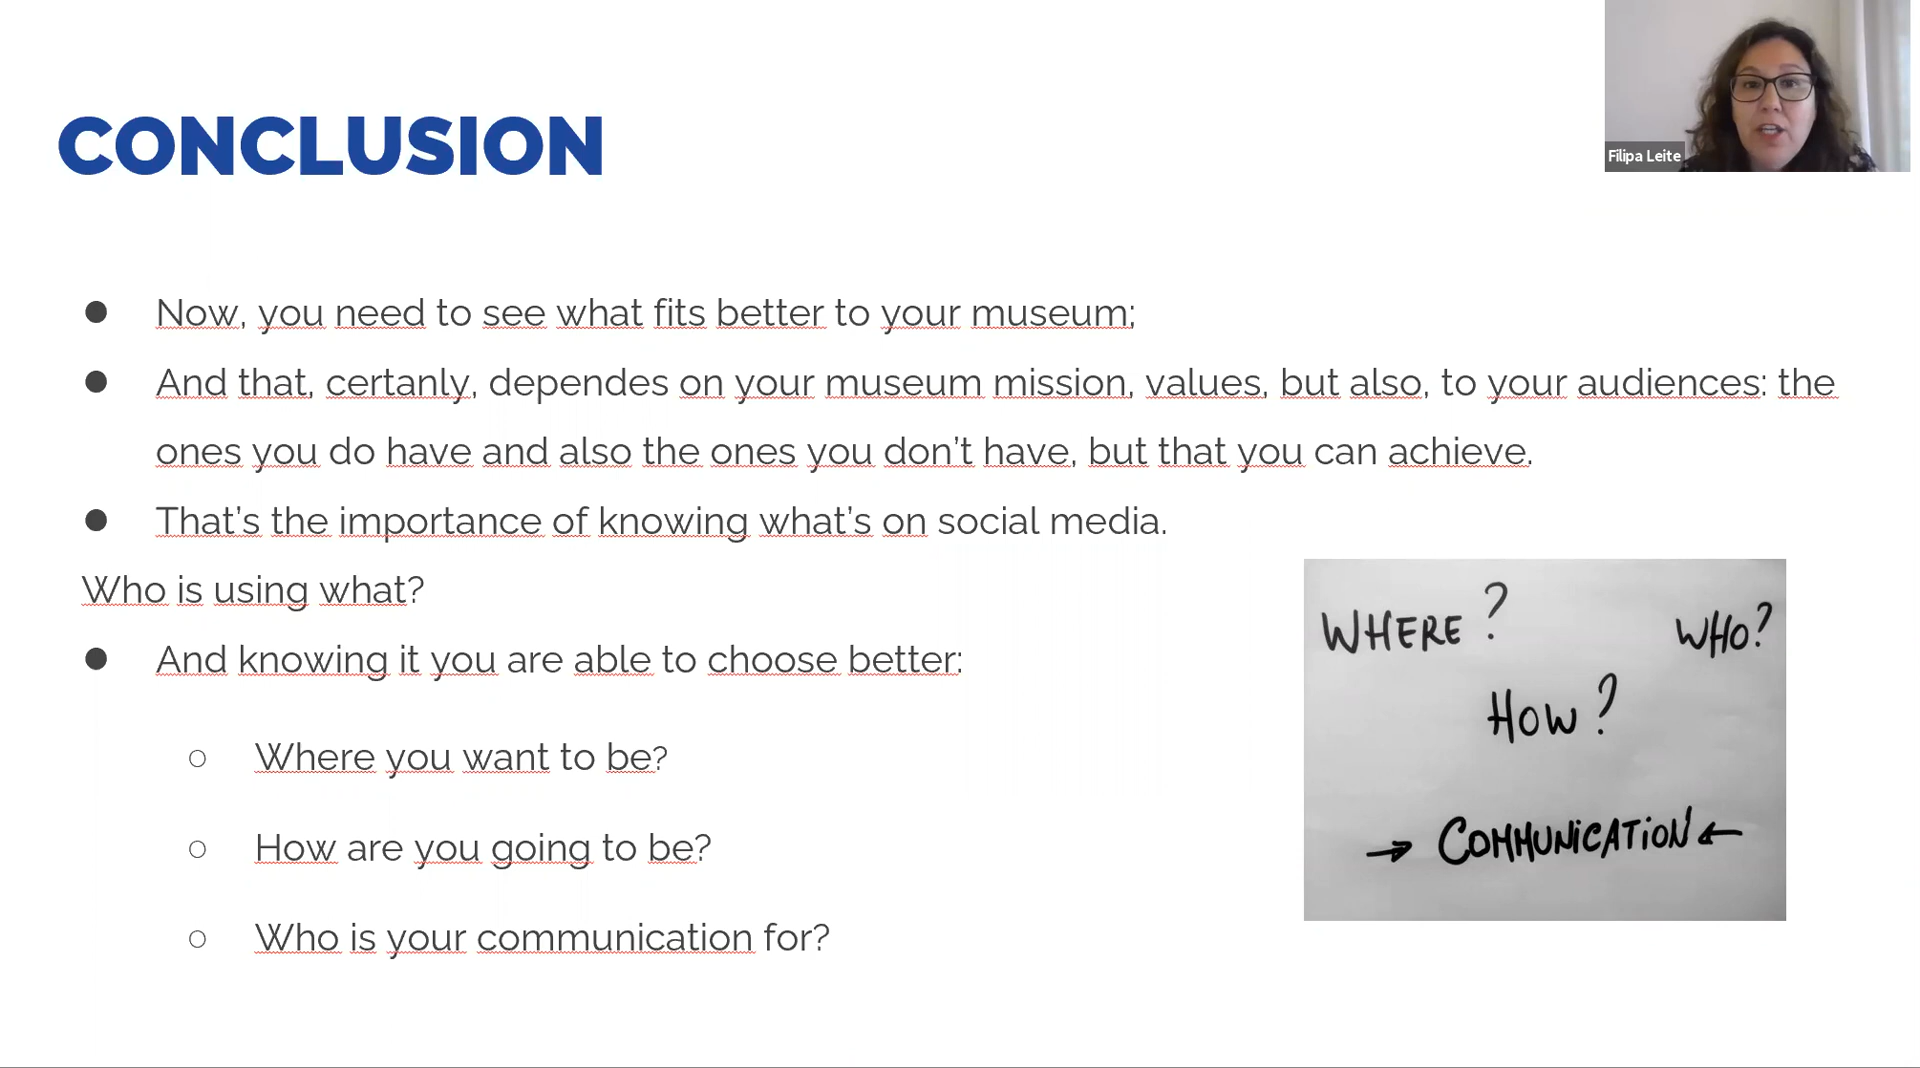 CONCLUSION
Filipa Leite
● Now, you need to see what fits better to your museum;
● And that, certanly, dependes on your museum mission, values, but also, to your audiences: the
ones you do have and also the ones you don't have, but that you can achieve.
● That's the importance of knowing what's on social media.
Who is using what?
● And knowing it you are able to choose better:
○ Where you want to be?
○ How are you going to be?
○ Who is your communication for?
WHERE? WHO?
HOW?
→ COMMUNICATION ←